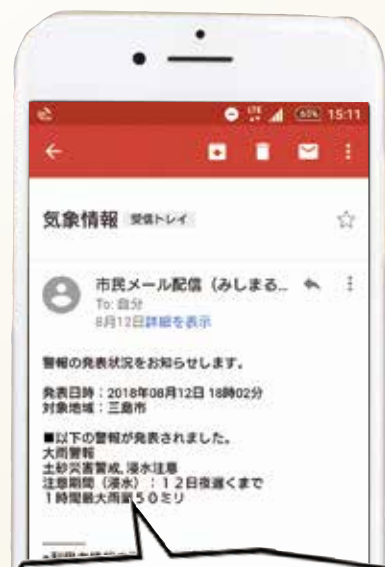 LTE 60% 15:11
気象情報 受信トレイ
市民メール配信（みしまる…
To: 自分
8月12日詳細を表示
警報の発表状況をお知らせします。
発表日時：2018年08月12日 18時02分
対象地域：三島市
■以下の警報が発表されました。
大雨警報
土砂災害警戒，浸水注意
注意期間（浸水）：１２日夜遅くまで
１時間最大雨量５０ミリ